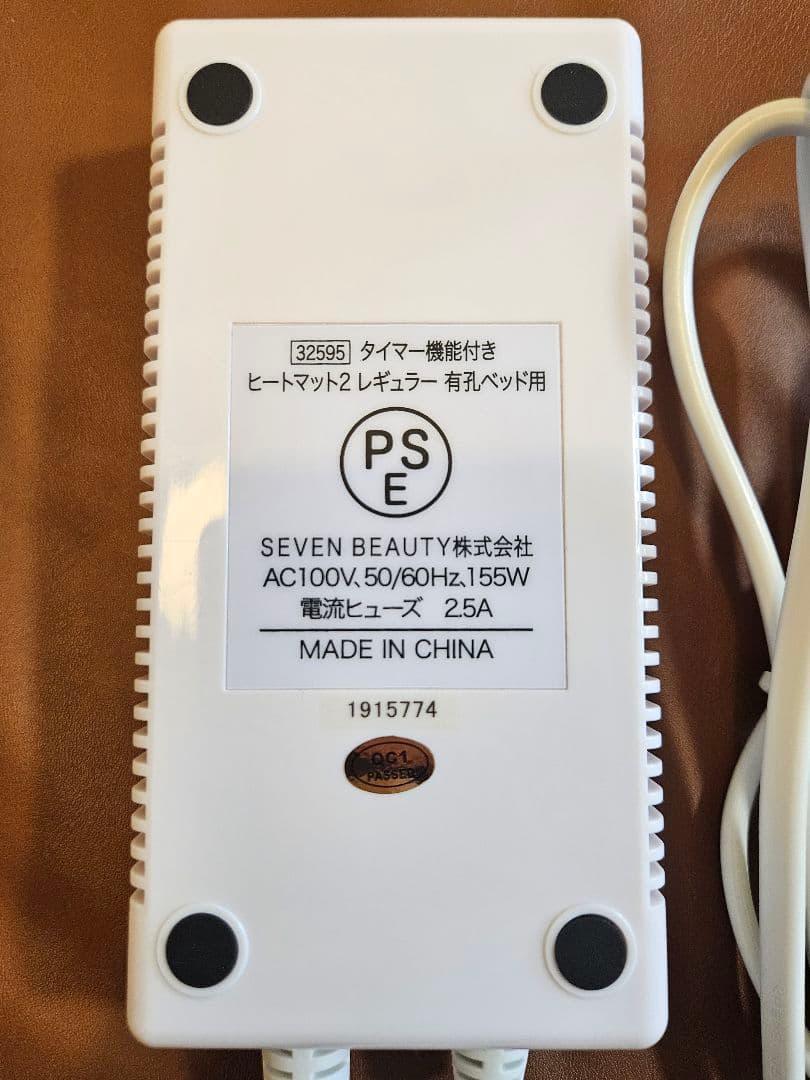 32595 タイマー機能付き
ヒートマット2 レギュラー 有孔ベッド用
PS
E
SEVEN BEAUTY株式会社
AC100V、50/60Hz、155W
電流ヒューズ 2.5A
MADE IN CHINA
1915774
QC1
PASSED